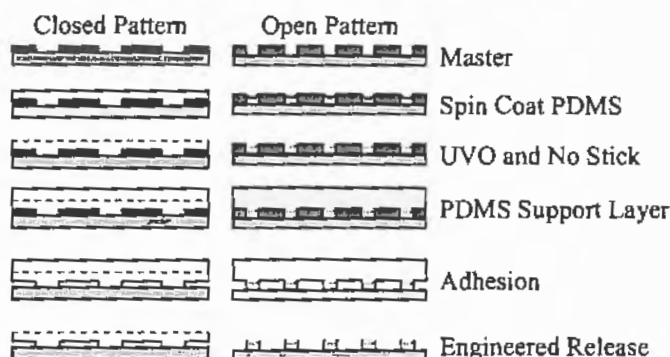 Closed Pattern Open Pattern
Master
Spin Coat PDMS
UVO and No Stick
PDMS Support Layer
Adhesion
Engineered Release